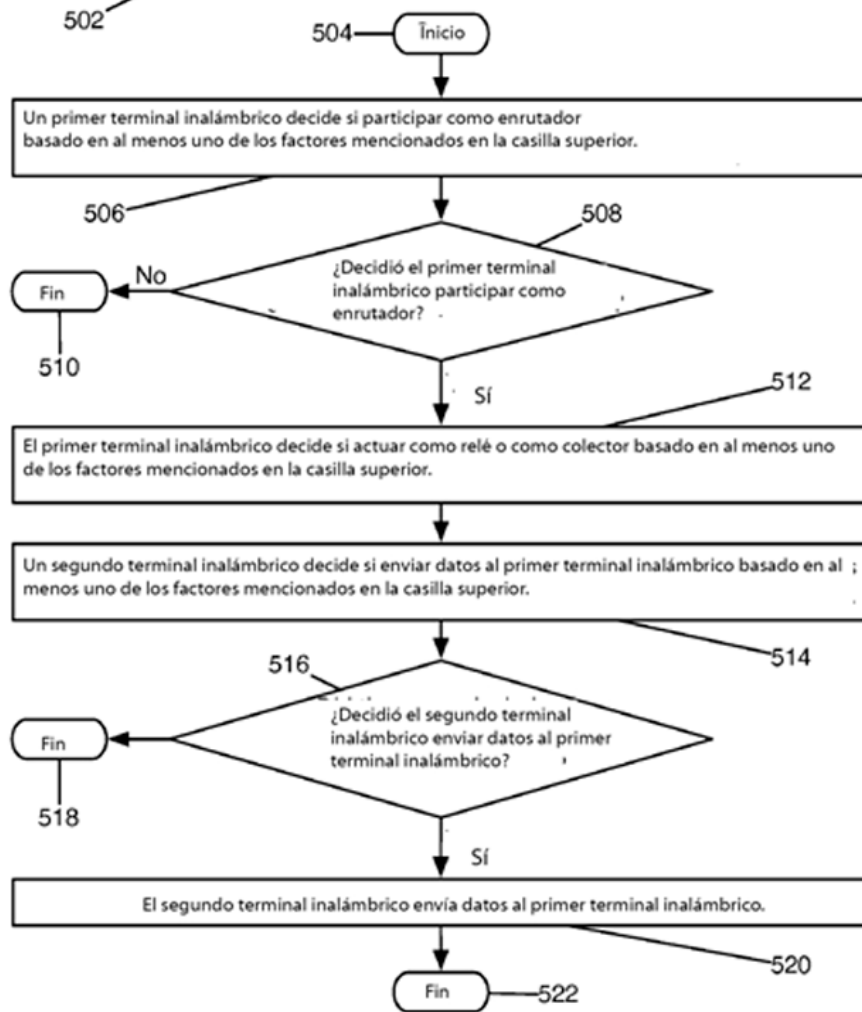 502
504
Inicio
Un primer terminal inalámbrico decide si participar como enrutador
basado en al menos uno de los factores mencionados en la casilla superior.
506
508
¿Decidió el primer terminal
inalámbrico participar como
enrutador?
No
Fin
510
Sí
512
El primer terminal inalámbrico decide si actuar como relé o como colector basado en al menos uno
de los factores mencionados en la casilla superior.
Un segundo terminal inalámbrico decide si enviar datos al primer terminal inalámbrico basado en al
menos uno de los factores mencionados en la casilla superior.
514
516
¿Decidió el segundo terminal
inalámbrico enviar datos al primer
terminal inalámbrico?
Fin
518
Sí
El segundo terminal inalámbrico envía datos al primer terminal inalámbrico.
520
Fin
522